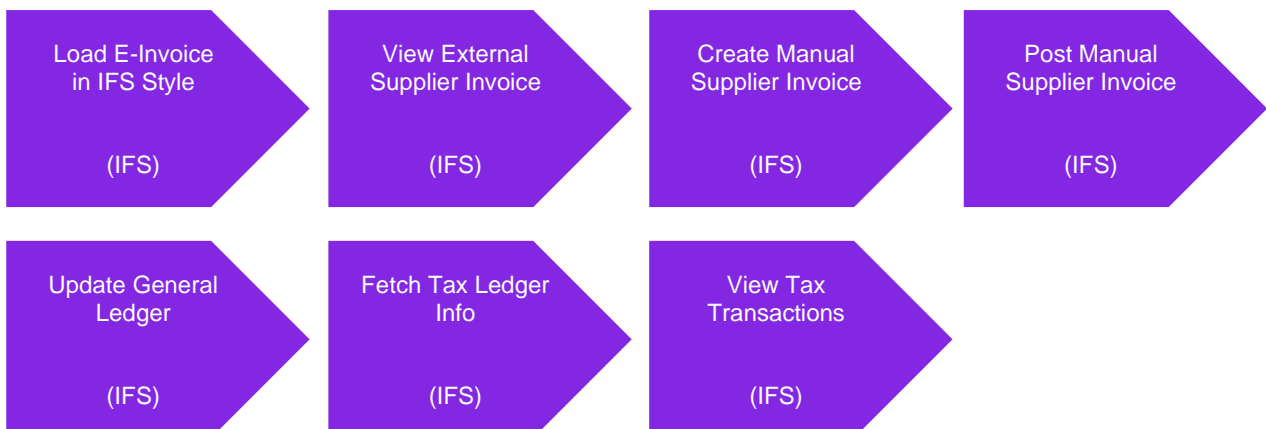 Load E-Invoice
in IFS Style
(IFS)
View External
Supplier Invoice
(IFS)
Create Manual
Supplier Invoice
(IFS)
Post Manual
Supplier Invoice
(IFS)
Update General
Ledger
(IFS)
Fetch Tax Ledger
Info
(IFS)
View Tax
Transactions
(IFS)